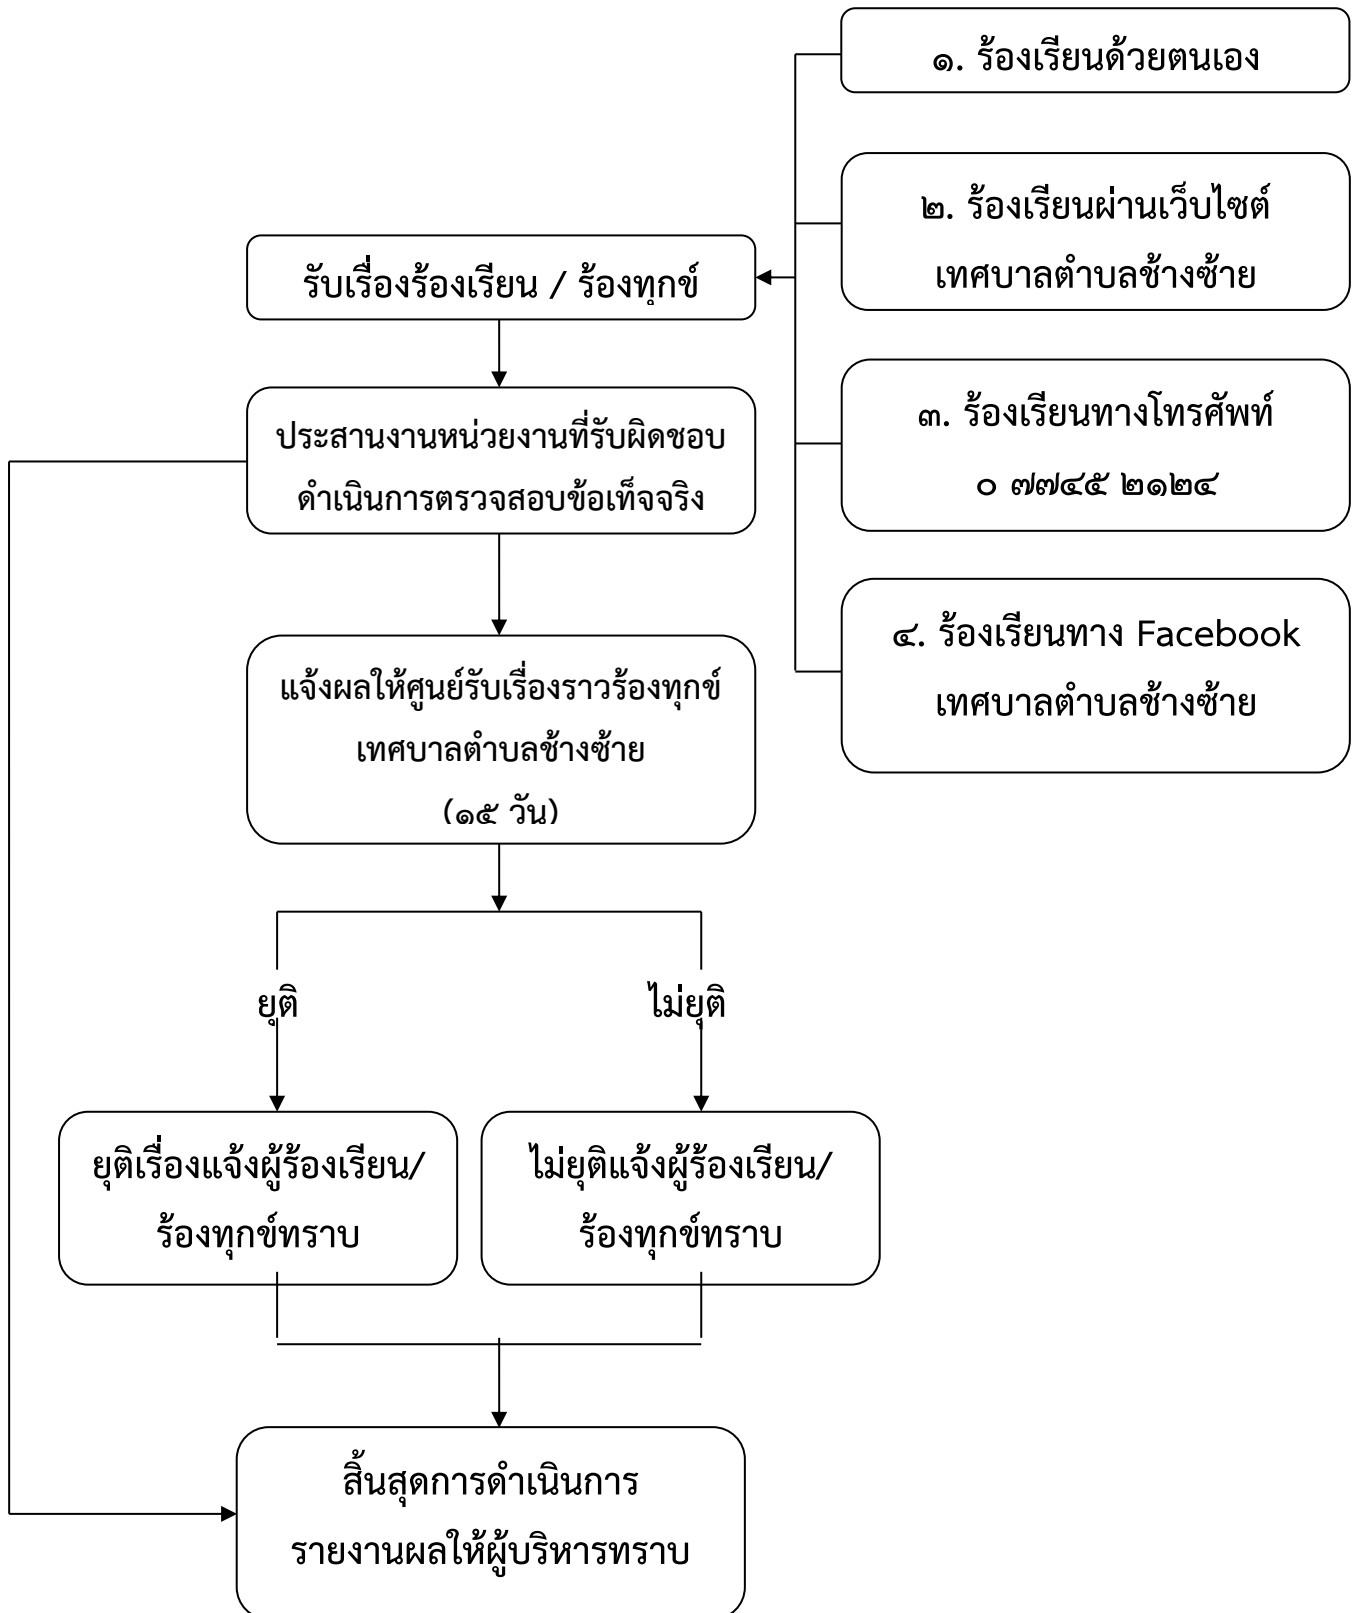 ๑. ร้องเรียนด้วยตนเอง
๒. ร้องเรียนผ่านเว็บไซต์
เทศบาลตำบลช้างซ้าย
รับเรื่องร้องเรียน / ร้องทุกข์
๓. ร้องเรียนทางโทรศัพท์
๐ ๗๗๔๕ ๒๑๒๔
ประสานงานหน่วยงานที่รับผิดชอบ
ดำเนินการตรวจสอบข้อเท็จจริง
๔. ร้องเรียนทาง Facebook
เทศบาลตำบลช้างซ้าย
แจ้งผลให้ศูนย์รับเรื่องราวร้องทุกข์
เทศบาลตำบลช้างซ้าย
(๑๕ วัน)
ยุติ
ไม่ยุติ
ยุติเรื่องแจ้งผู้ร้องเรียน/
ร้องทุกข์ทราบ
ไม่ยุติแจ้งผู้ร้องเรียน/
ร้องทุกข์ทราบ
สิ้นสุดการดำเนินการ
รายงานผลให้ผู้บริหารทราบ